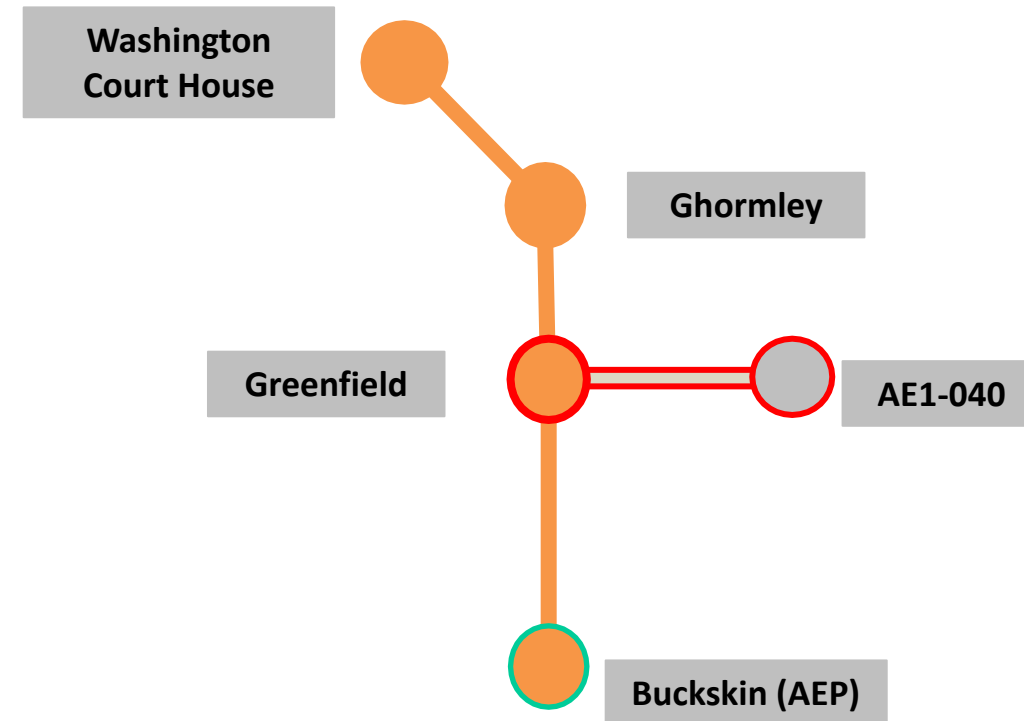 Washington
Court House
Ghormley
Greenfield
AE1-040
Buckskin (AEP)